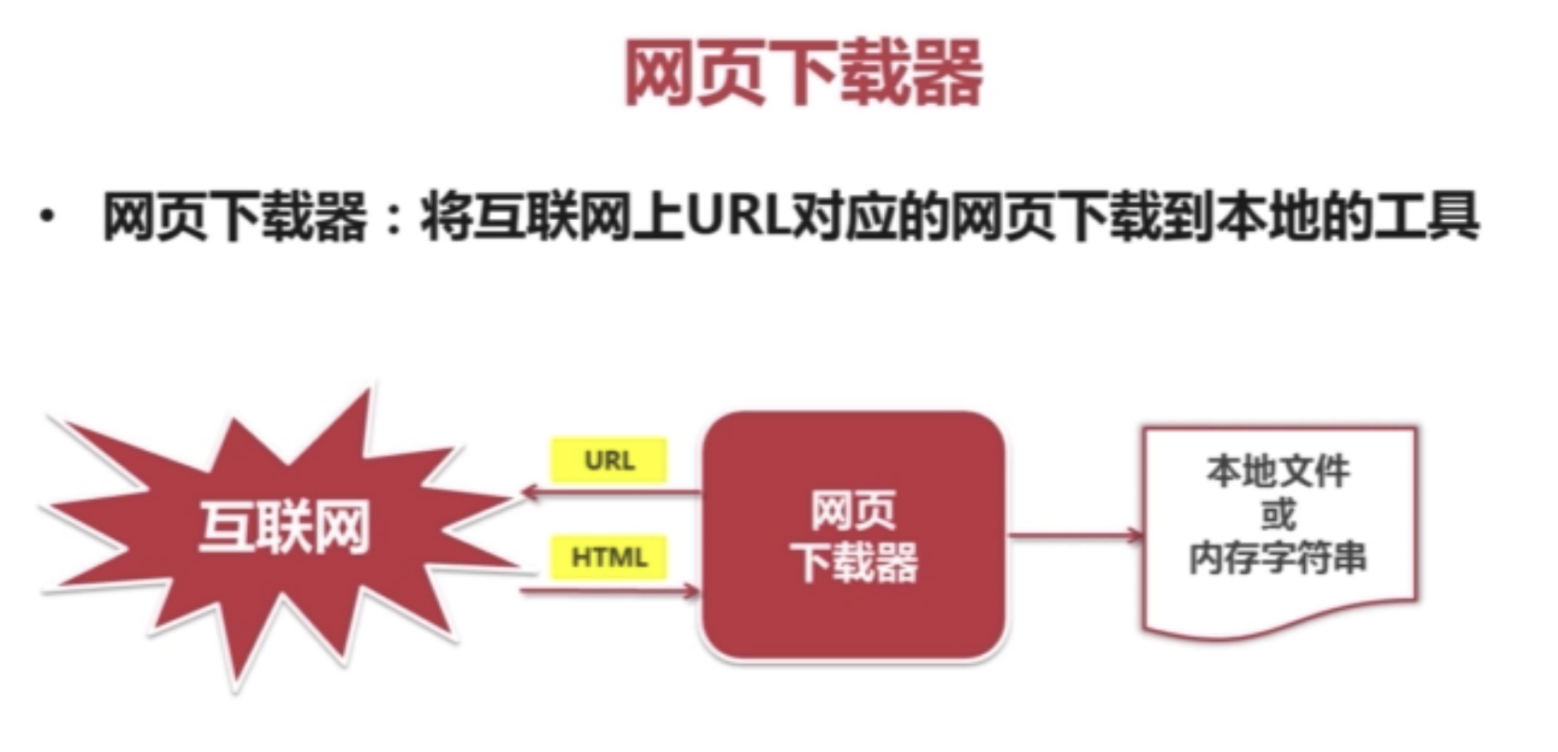 网页下载器
• 网页下载器：将互联网上URL对应的网页下载到本地的工具
互联网
URL
HTML
网页
下载器
本地文件
或
内存字符串